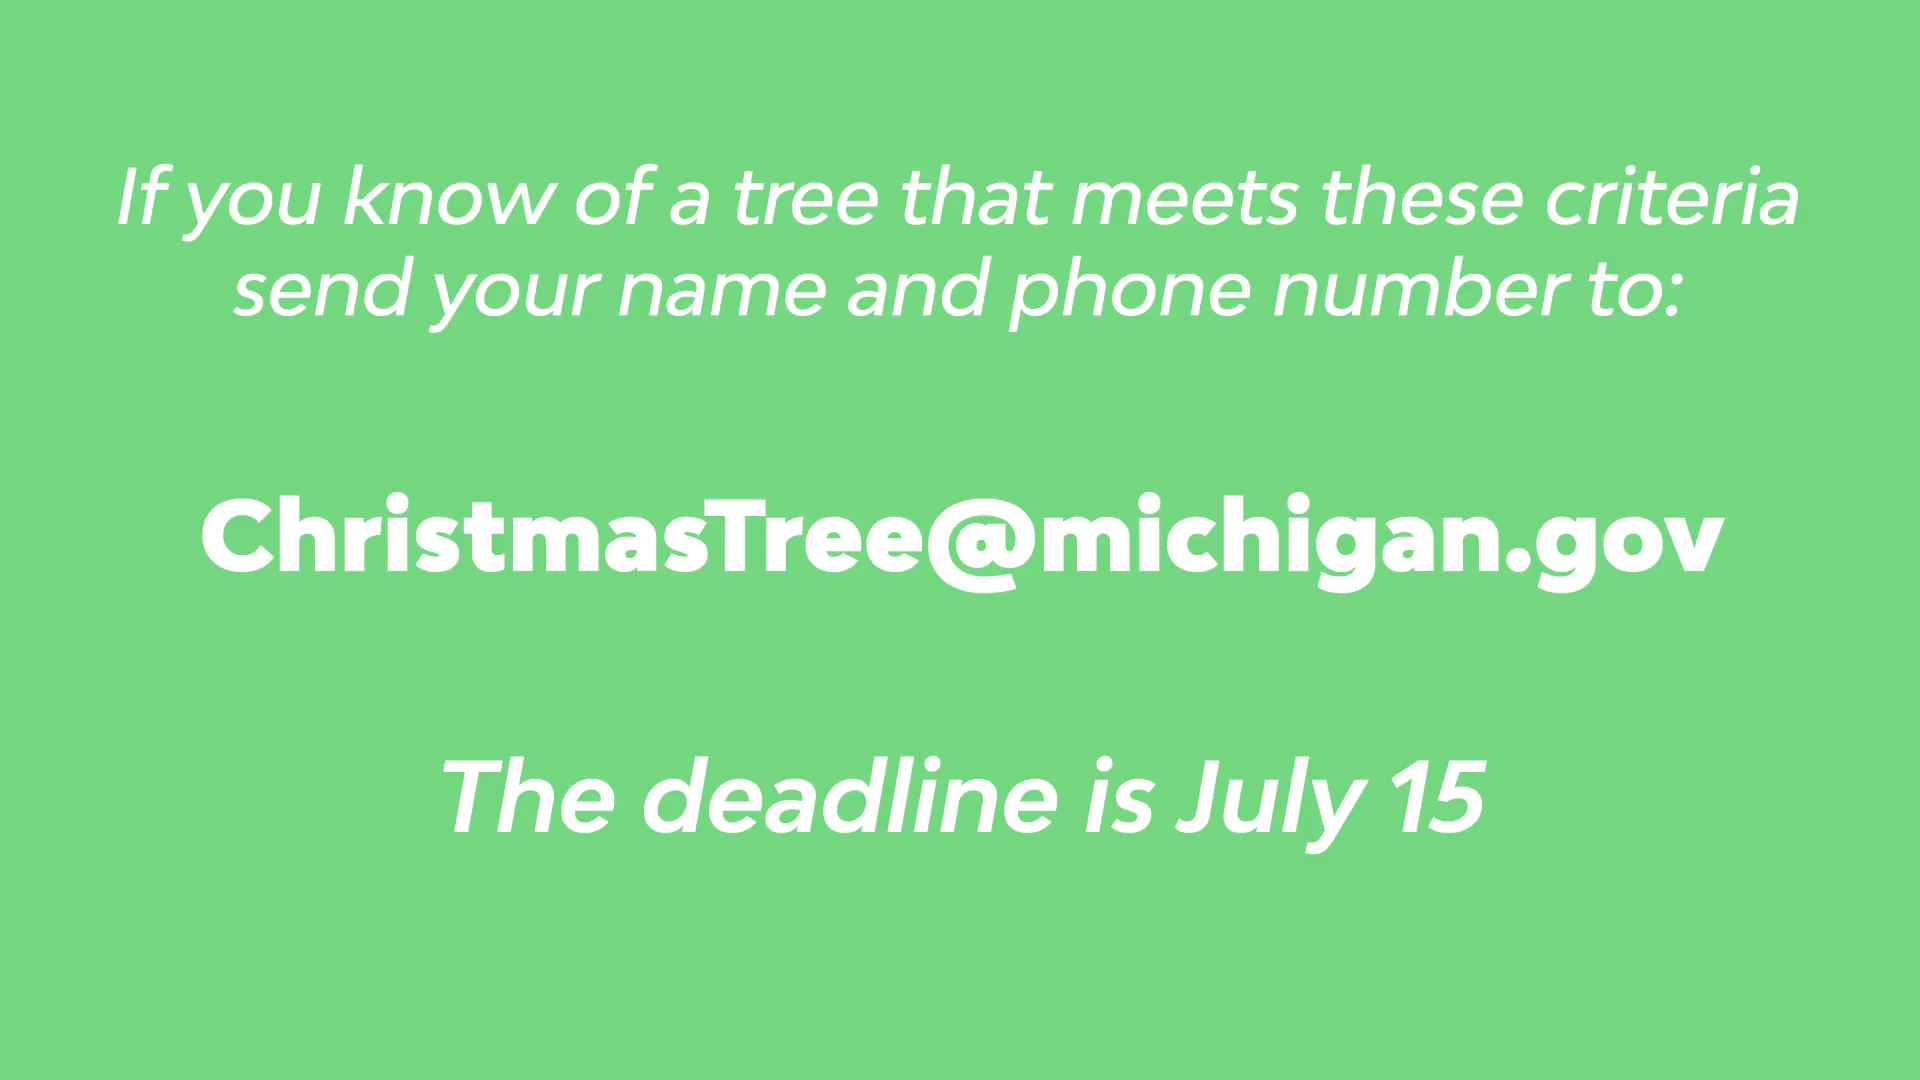 If you know of a tree that meets these criteria
send your name and phone number to:
ChristmasTree@michigan.gov
The deadline is July 15